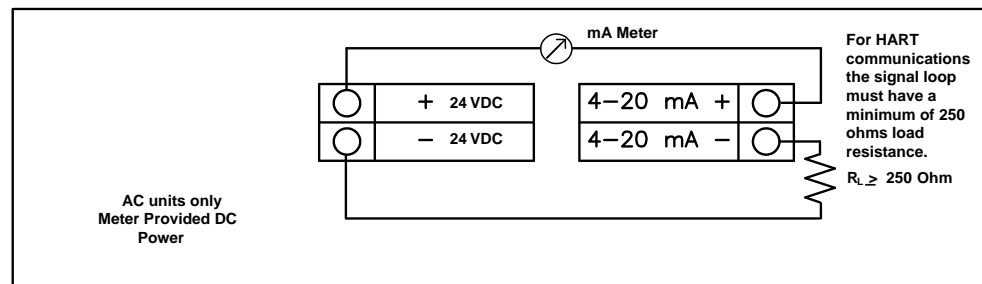 mA Meter
For HART
communications
the signal loop
must have a
minimum of 250
ohms load
resistance.
+ 24 VDC
4–20 mA +
− 24 VDC
4–20 mA −
RL ≥ 250 Ohm
AC units only
Meter Provided DC
Power